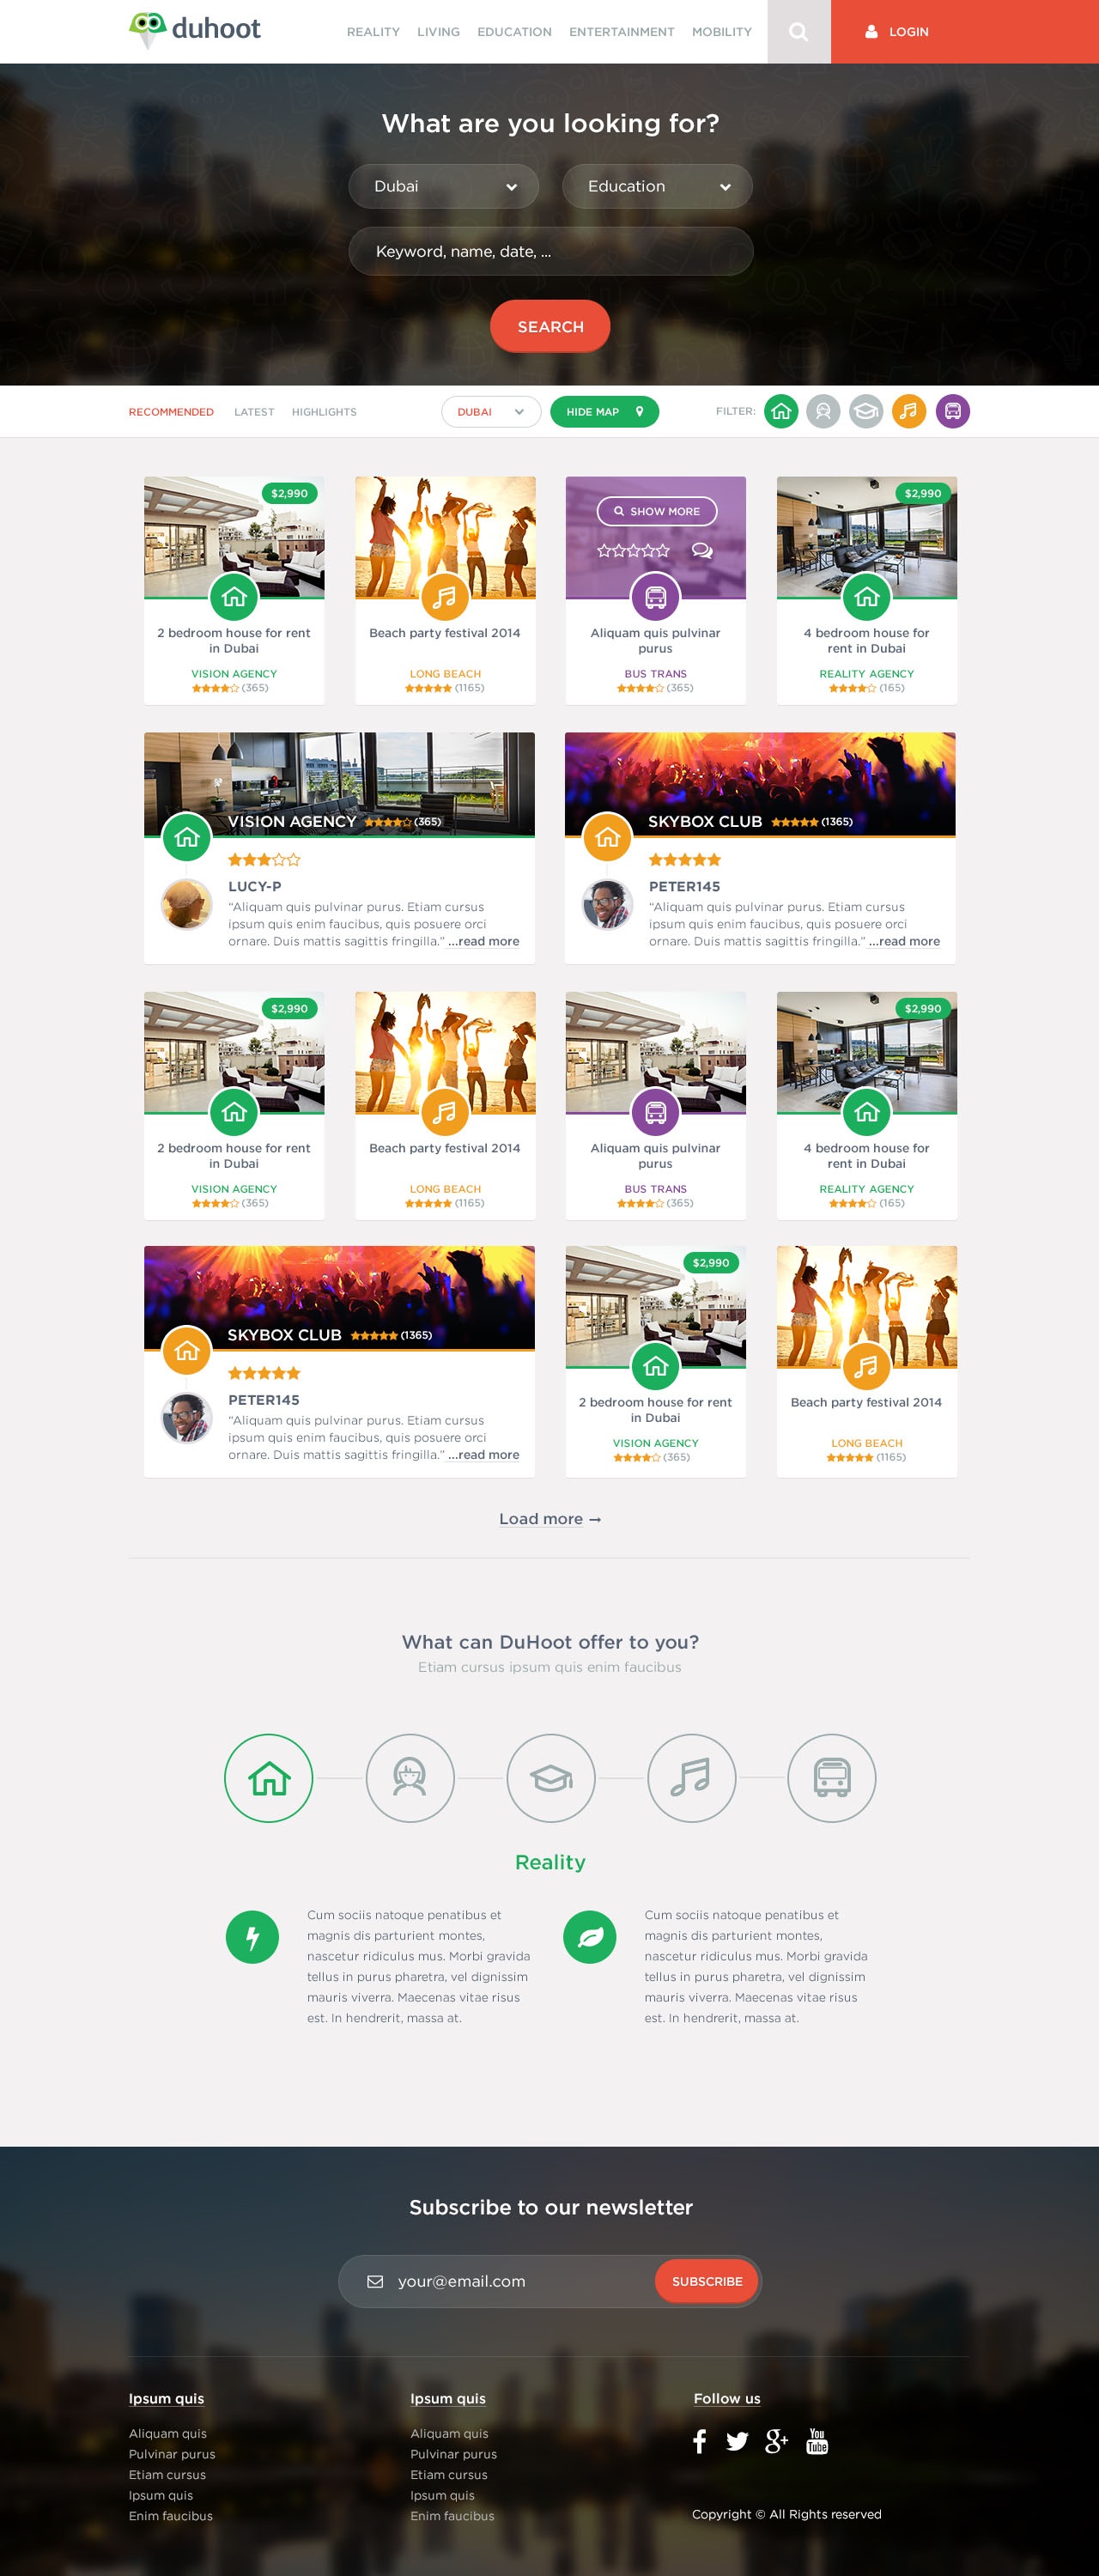 duhoot
REALITY LIVING EDUCATION ENTERTAINMENT MOBILITY
LOGIN
What are you looking for?
Dubai
Education
Keyword, name, date, ...
SEARCH
RECOMMENDED LATEST HIGHLIGHTS
DUBAI
HIDE MAP
FILTER:
$2,990
2 bedroom house for rent
in Dubai
VISION AGENCY
(365)
Beach party festival 2014
LONG BEACH
(1165)
SHOW MORE
Aliquam quis pulvinar
purus
BUS TRANS
(365)
$2,990
4 bedroom house for
rent in Dubai
REALITY AGENCY
(165)
VISION AGENCY (365)
LUCY-P
“Aliquam quis pulvinar purus. Etiam cursus
ipsum quis enim faucibus, quis posuere orci
ornare. Duis mattis sagittis fringilla.” ...read more
SKYBOX CLUB (1365)
PETER145
“Aliquam quis pulvinar purus. Etiam cursus
ipsum quis enim faucibus, quis posuere orci
ornare. Duis mattis sagittis fringilla.” ...read more
$2,990
2 bedroom house for rent
in Dubai
VISION AGENCY
(365)
Beach party festival 2014
LONG BEACH
(1165)
Aliquam quis pulvinar
purus
BUS TRANS
(365)
$2,990
4 bedroom house for
rent in Dubai
REALITY AGENCY
(165)
SKYBOX CLUB (1365)
PETER145
“Aliquam quis pulvinar purus. Etiam cursus
ipsum quis enim faucibus, quis posuere orci
ornare. Duis mattis sagittis fringilla.” ...read more
$2,990
2 bedroom house for rent
in Dubai
VISION AGENCY
(365)
Beach party festival 2014
LONG BEACH
(1165)
Load more →
What can DuHoot offer to you?
Etiam cursus ipsum quis enim faucibus
Reality
Cum sociis natoque penatibus et
magnis dis parturient montes,
nascetur ridiculus mus. Morbi gravida
tellus in purus pharetra, vel dignissim
mauris viverra. Maecenas vitae risus
est. In hendrerit, massa at.
Cum sociis natoque penatibus et
magnis dis parturient montes,
nascetur ridiculus mus. Morbi gravida
tellus in purus pharetra, vel dignissim
mauris viverra. Maecenas vitae risus
est. In hendrerit, massa at.
Subscribe to our newsletter
your@email.com
SUBSCRIBE
Ipsum quis
Aliquam quis
Pulvinar purus
Etiam cursus
Ipsum quis
Enim faucibus
Ipsum quis
Aliquam quis
Pulvinar purus
Etiam cursus
Ipsum quis
Enim faucibus
Follow us
You
Tube
Copyright © All Rights reserved